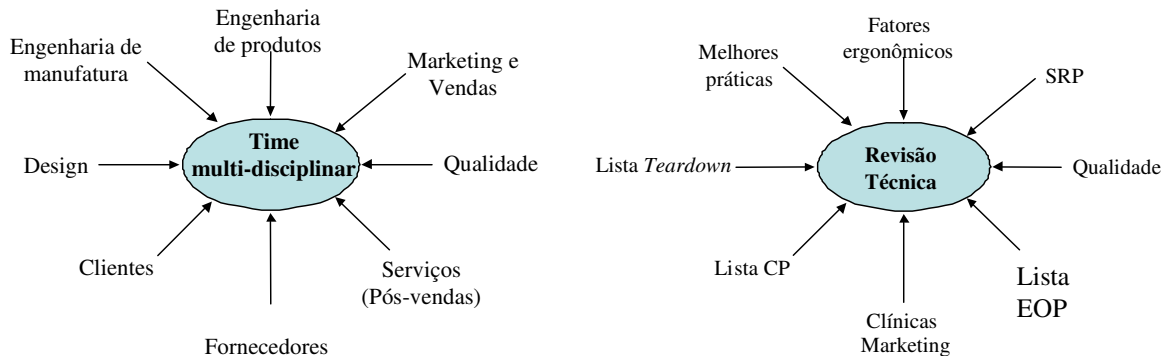 Engenharia
de produtos
Engenharia de
manufatura
Marketing e
Vendas
Time
multi-disciplinar
Design
Qualidade
Clientes
Serviços
(Pós-vendas)
Fornecedores
Fatores
ergonômicos
Melhores
práticas
SRP
Revisão
Técnica
Lista Teardown
Qualidade
Lista CP
Lista
EOP
Clínicas
Marketing